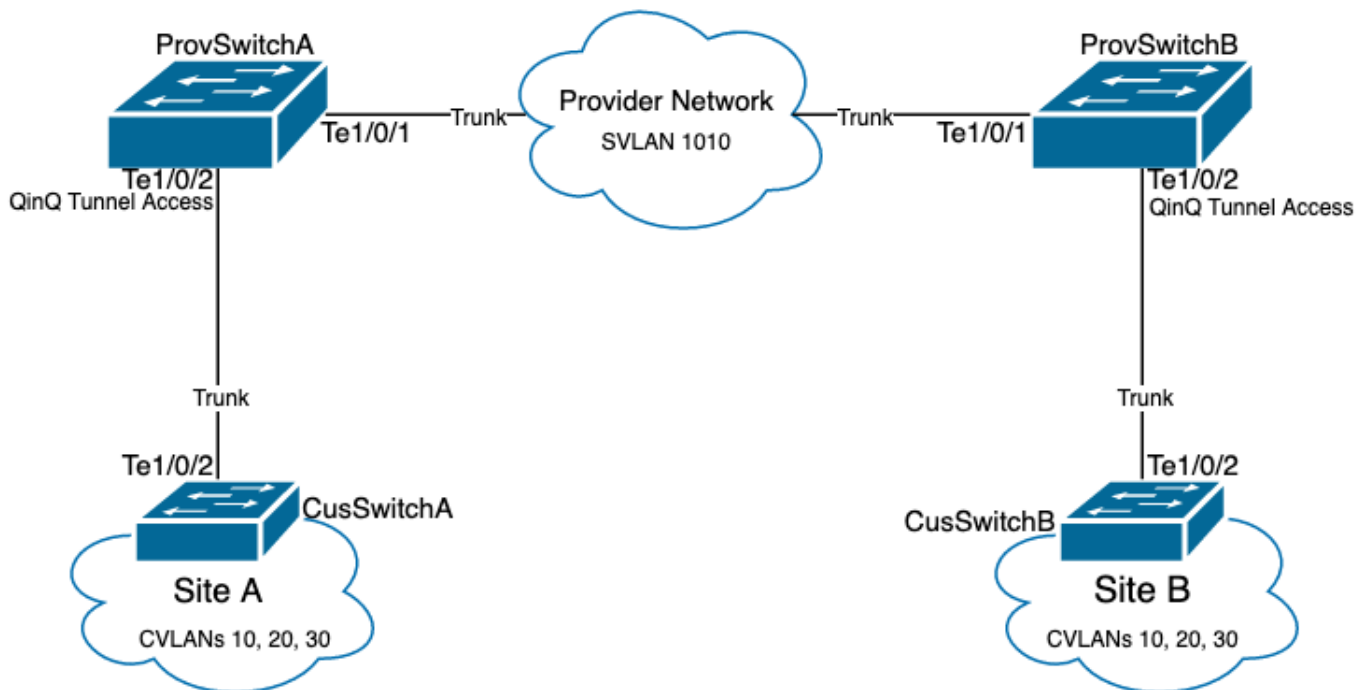 ProvSwitchA
ProvSwitchB
Provider Network
SVLAN 1010
Te1/0/1
Trunk
Trunk
Te1/0/1
Te1/0/2
QinQ Tunnel Access
Te1/0/2
QinQ Tunnel Access
Trunk
Trunk
Te1/0/2
Te1/0/2
CusSwitchA
CusSwitchB
Site A
CVLANs 10, 20, 30
Site B
CVLANs 10, 20, 30